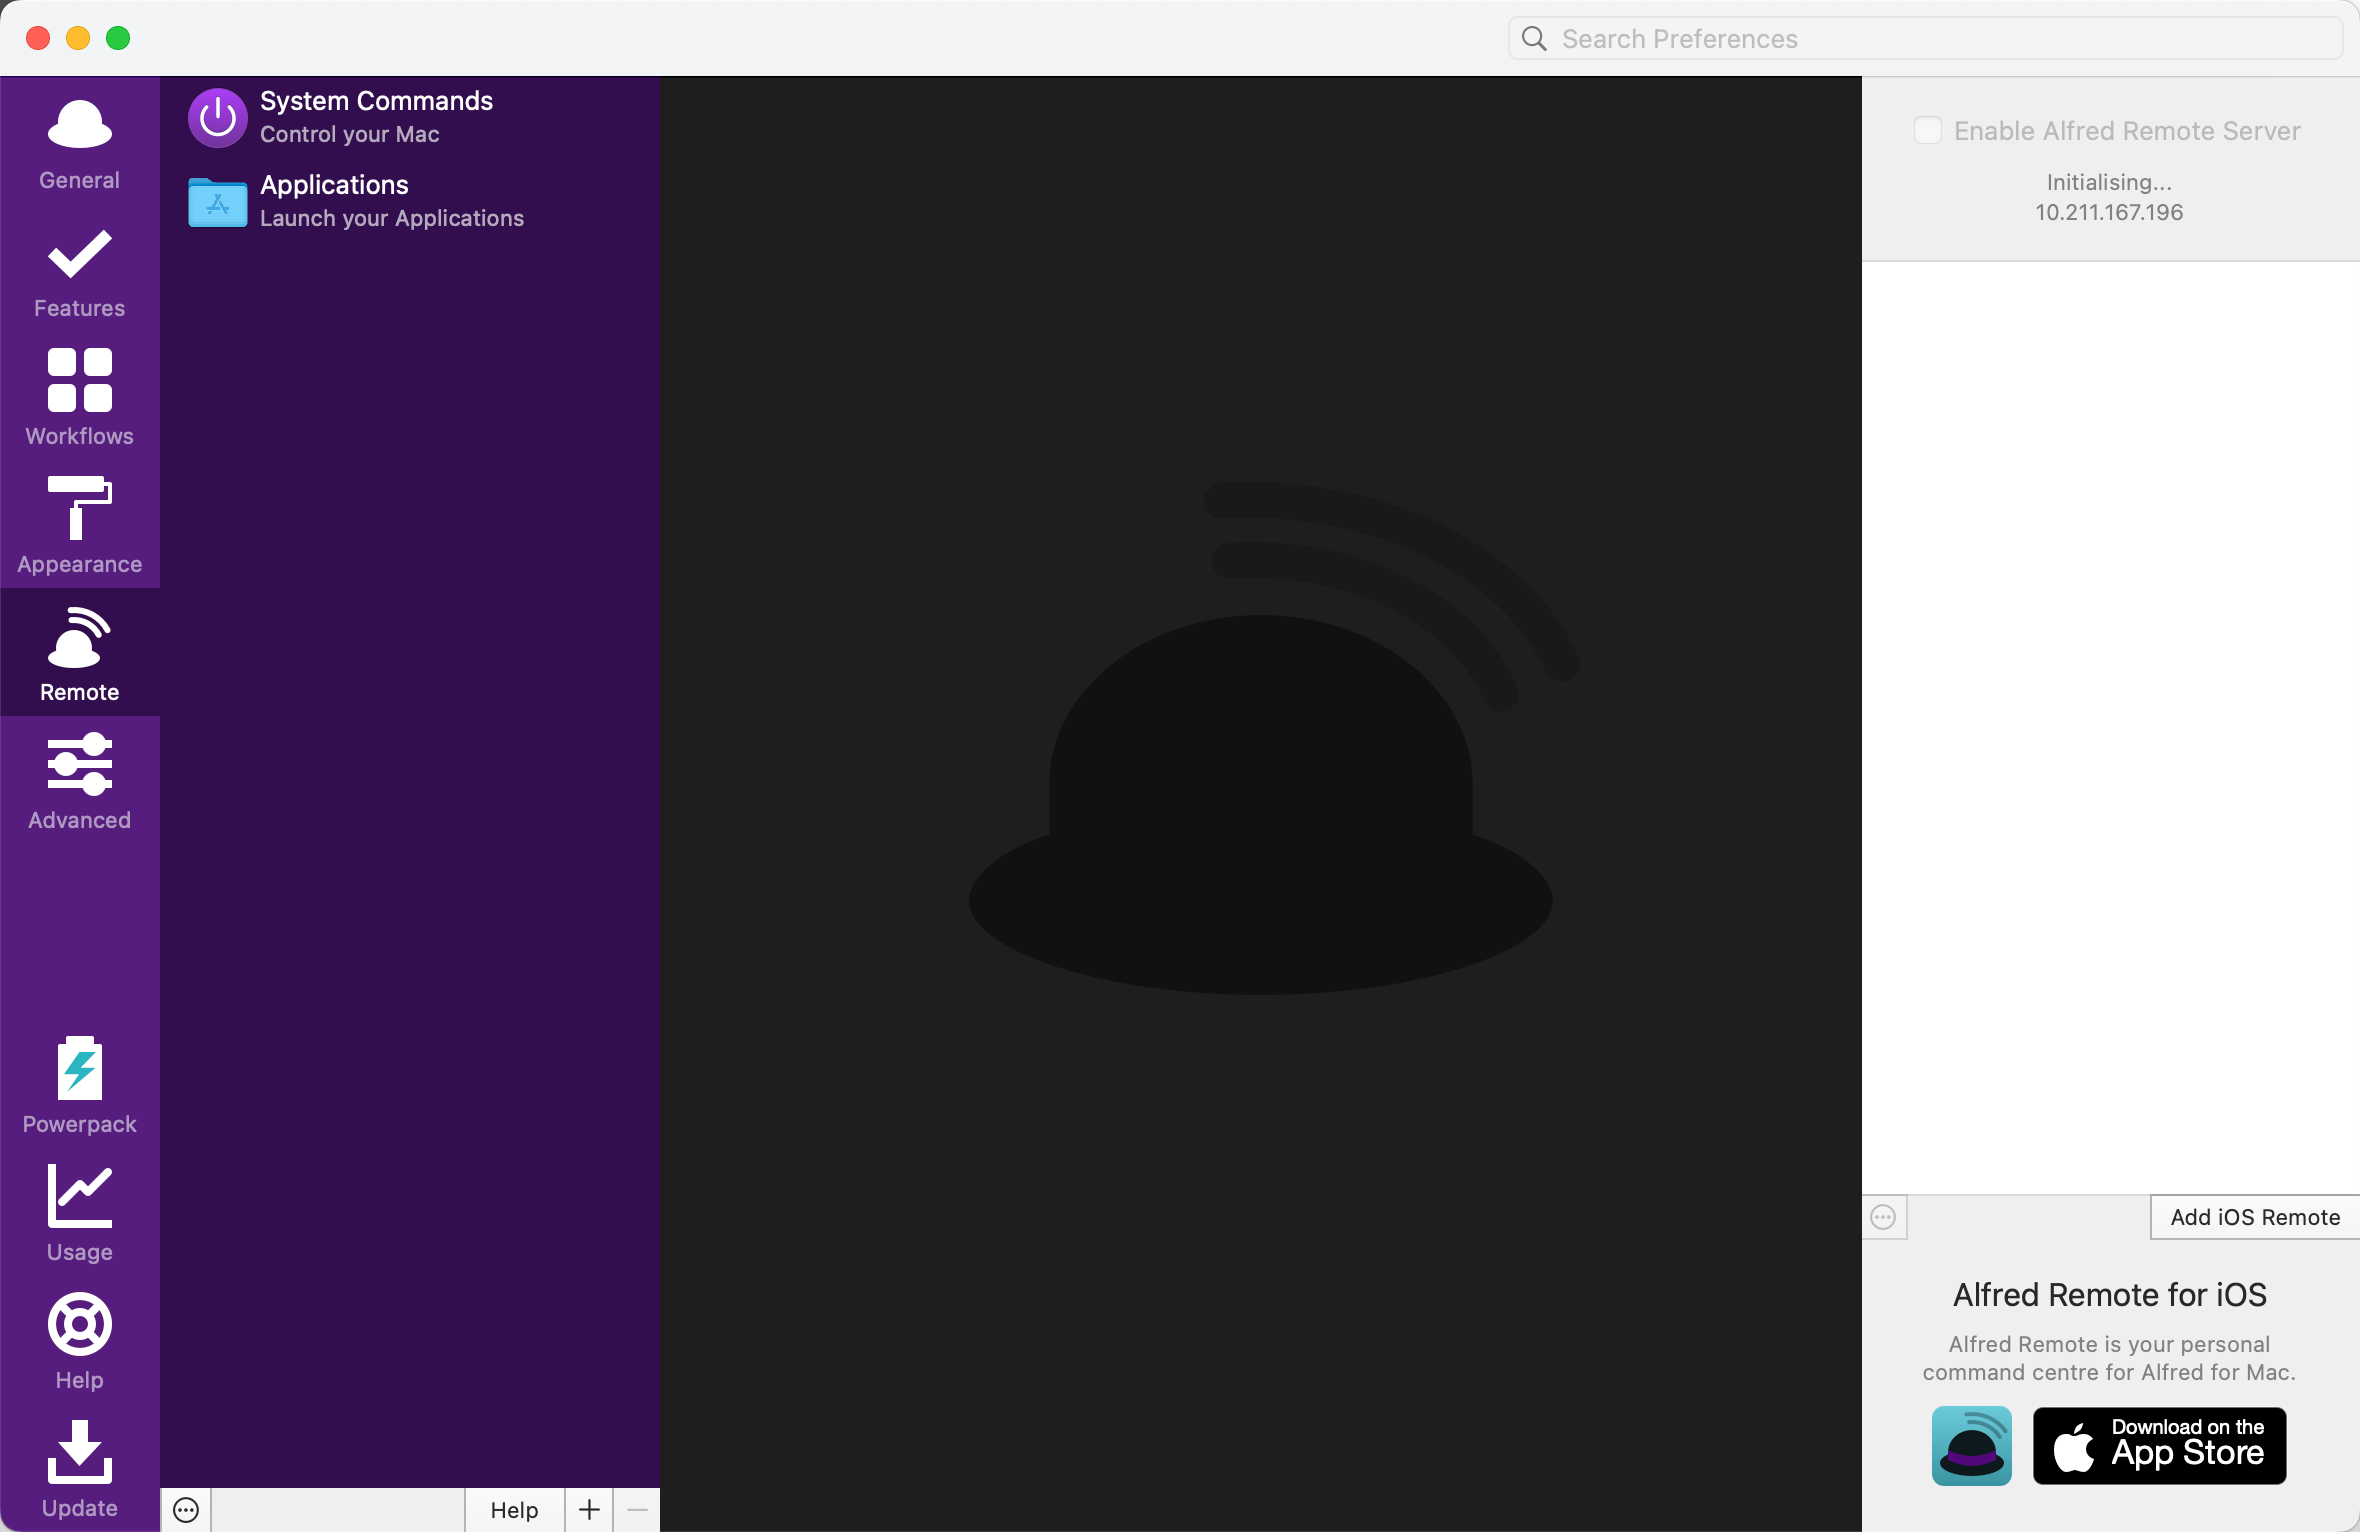 Search Preferences
General
Features
Workflows
Appearance
Remote
Advanced
Powerpack
Usage
Help
Update
System Commands
Control your Mac
Applications
Launch your Applications
Help
Enable Alfred Remote Server
Initialising...
10.211.167.196
Add iOS Remote
Alfred Remote for iOS
Alfred Remote is your personal
command centre for Alfred for Mac.
Download on the
App Store